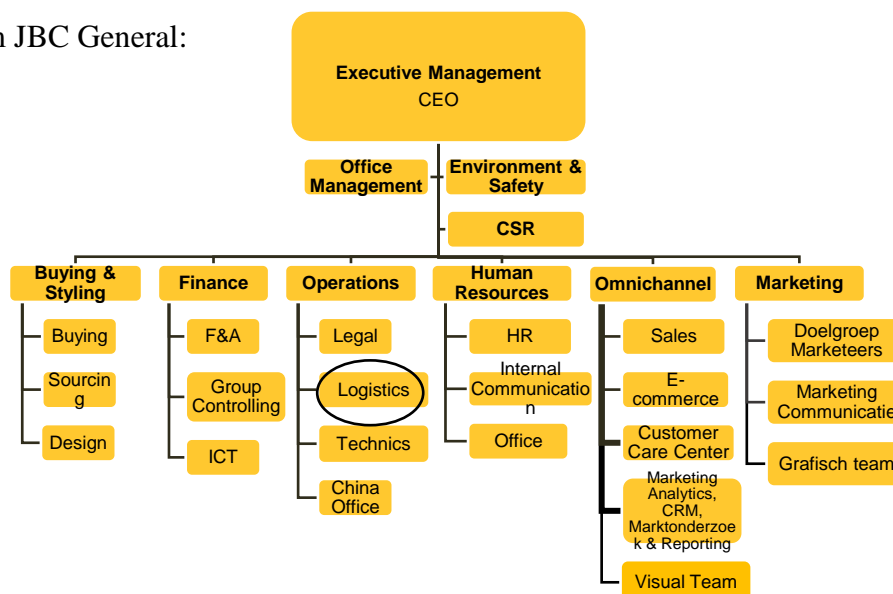 JBC General:
Executive Management
CEO
Office
Management
Environment &
Safety
CSR
Buying &
Styling
Buying
Sourcin
g
Design
Finance
F&A
Group
Controlling
ICT
Operations
Legal
Logistics
Technics
China
Office
Human
Resources
HR
Internal
Communicatio
n
Office
Omnichannel
Sales
E-
commerce
Customer
Care Center
Marketing
Analytics,
CRM,
Marktonderzoe
k & Reporting
Visual Team
Marketing
Doelgroep
Marketeers
Marketing
Communicatie
Grafisch team